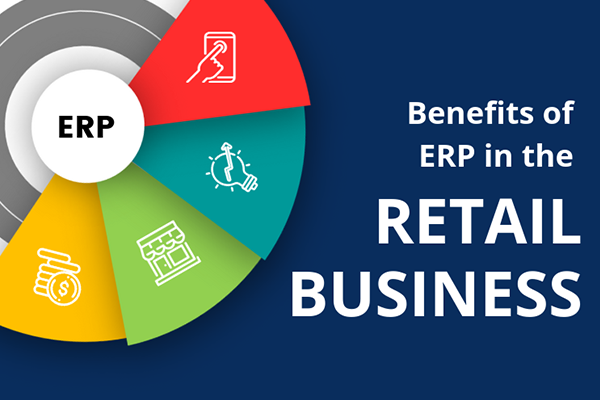 ERP
Benefits of
ERP in the
RETAIL
BUSINESS